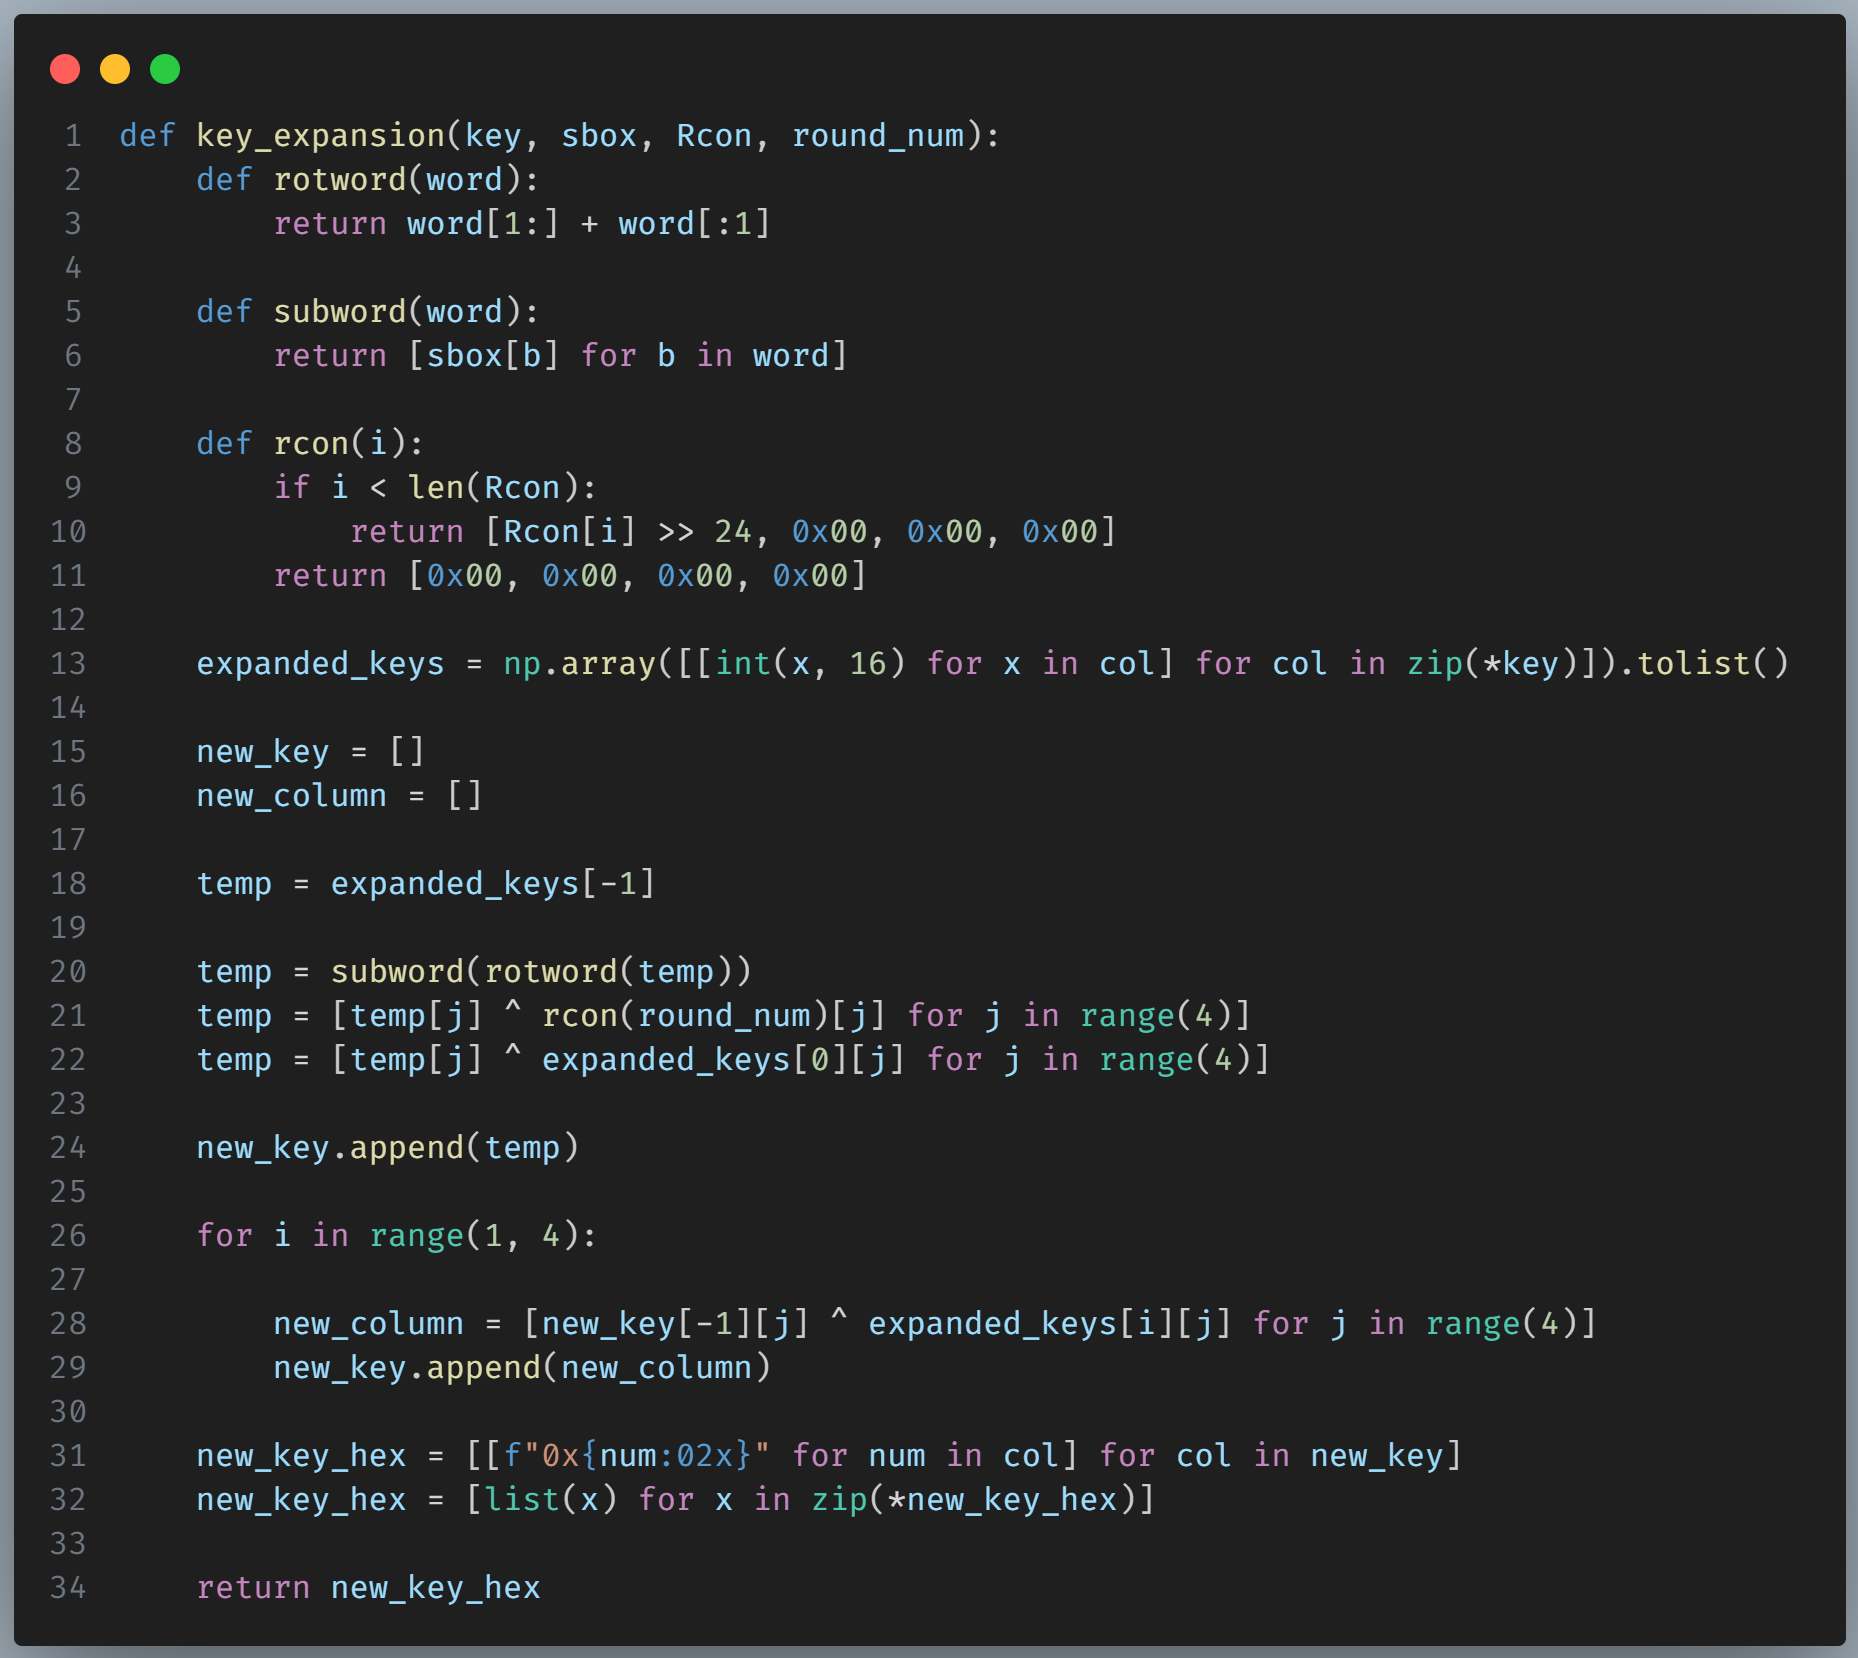 1 def key_expansion(key, sbox, Rcon, round_num):
2     def rotword(word):
3         return word[1:] + word[:1]
4
5     def subword(word):
6         return [sbox[b] for b in word]
7
8     def rcon(i):
9         if i < len(Rcon):
10             return [Rcon[i] >> 24, 0x00, 0x00, 0x00]
11         return [0x00, 0x00, 0x00, 0x00]
12
13     expanded_keys = np.array([[int(x, 16) for x in col] for col in zip(*key)]).tolist()
14
15     new_key = []
16     new_column = []
17
18     temp = expanded_keys[-1]
19
20     temp = subword(rotword(temp))
21     temp = [temp[j] ^ rcon(round_num)[j] for j in range(4)]
22     temp = [temp[j] ^ expanded_keys[0][j] for j in range(4)]
23
24     new_key.append(temp)
25
26     for i in range(1, 4):
27
28         new_column = [new_key[-1][j] ^ expanded_keys[i][j] for j in range(4)]
29         new_key.append(new_column)
30
31     new_key_hex = [[f"0x{num:02x}" for num in col] for col in new_key]
32     new_key_hex = [list(x) for x in zip(*new_key_hex)]
33
34     return new_key_hex